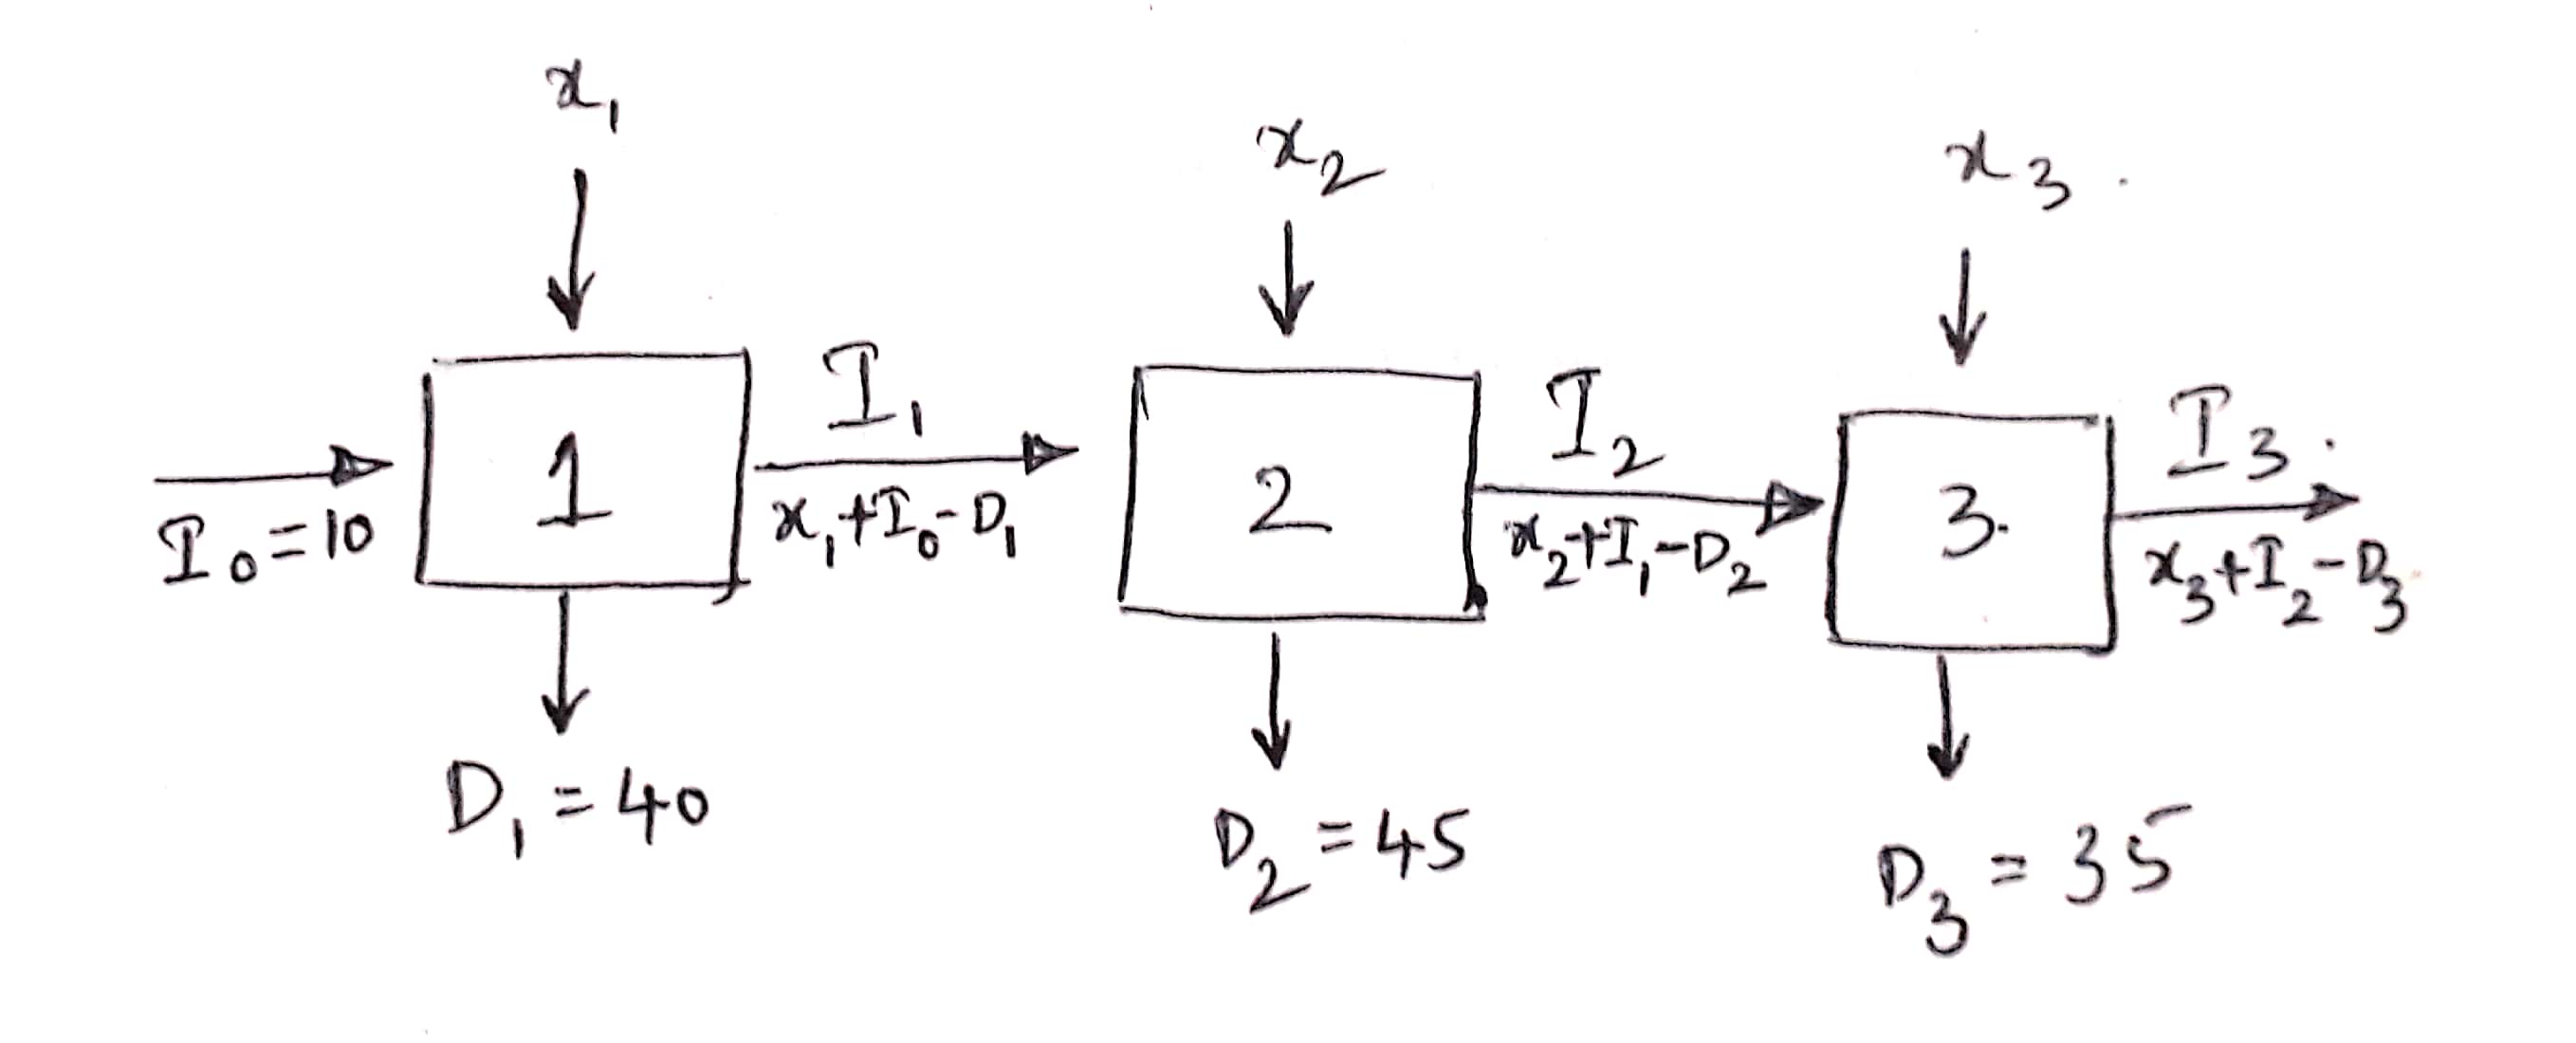 x₁
x₂
x₃.
I₁
I₂
I₃.
1
2
3.
I₀=10
x₁+I₀-D₁
x₂+I₁-D₂
x₃+I₂-D₃
D₁ = 40
D₂ = 45
D₃ = 35